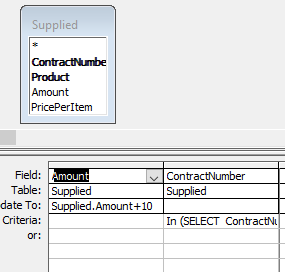 Supplied
*
ContractNumbe
Product
Amount
PricePerItem
Field: Amount ContractNumber
Table: Supplied Supplied
date To: Supplied.Amount+10
Criteria: In (SELECT ContractNu
or: